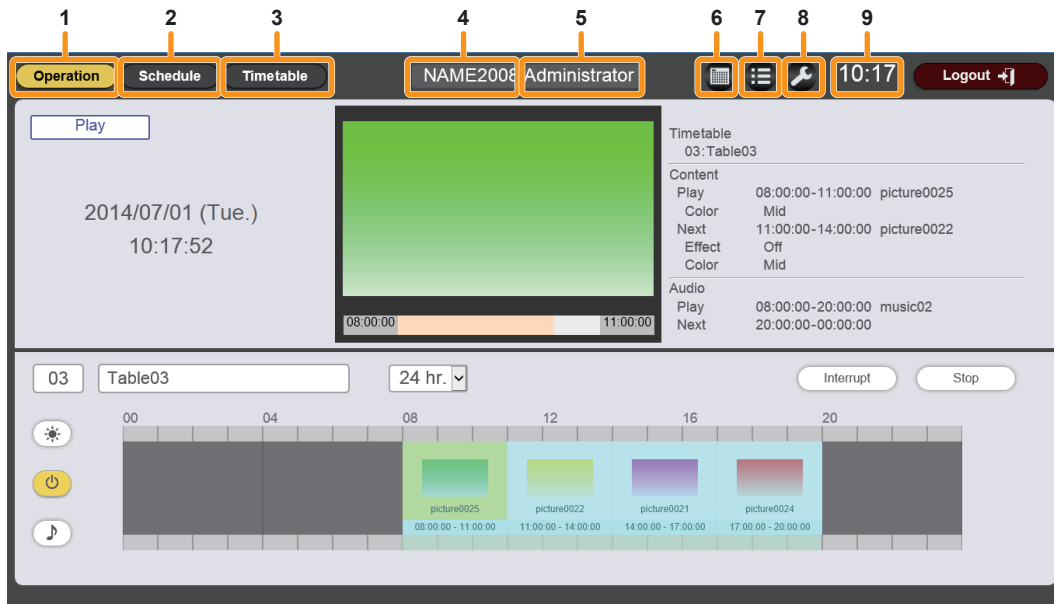 1 2 3 4 5 6 7 8 9
Operation Schedule Timetable NAME2008 Administrator 10:17 Logout
Play
2014/07/01 (Tue.)
10:17:52
08:00:00 11:00:00
Timetable
03:Table03
Content
Play 08:00:00-11:00:00 picture0025
Color Mid
Next 11:00:00-14:00:00 picture0022
Effect Off
Color Mid
Audio
Play 08:00:00-20:00:00 music02
Next 20:00:00-00:00:00
03 Table03 24 hr. Interrupt Stop
00 04 08 12 16 20
picture0025 picture0022 picture0021 picture0024
08:00:00 - 11:00:00 11:00:00 - 14:00:00 14:00:00 - 17:00:00 17:00:00 - 20:00:00